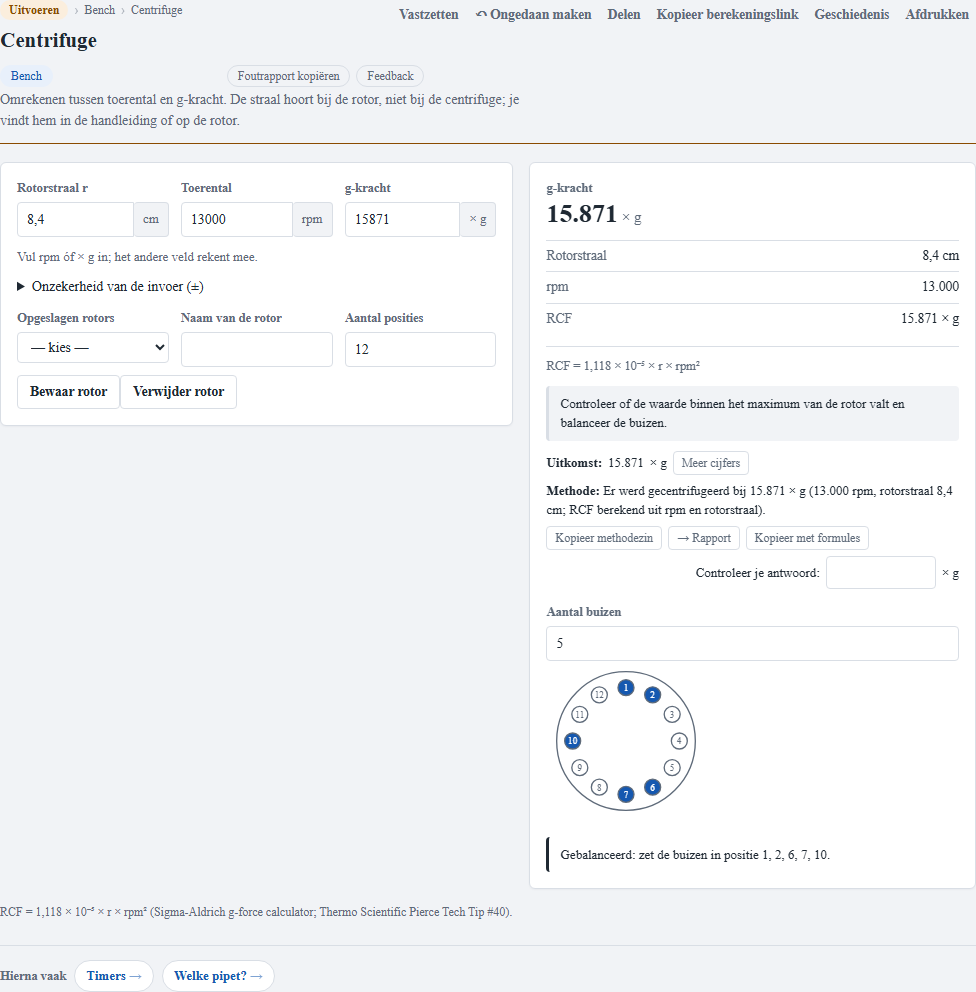 Uitvoeren › Bench › Centrifuge
Vastzetten ↶ Ongedaan maken Delen Kopieer berekeningslink Geschiedenis Afdrukken
Centrifuge
Bench Foutrapport kopiëren Feedback
Omrekenen tussen toerental en g-kracht. De straal hoort bij de rotor, niet bij de centrifuge; je
vindt hem in de handleiding of op de rotor.
Rotorstraal r Toerental g-kracht
8,4 cm 13000 rpm 15871 × g
Vul rpm óf × g in; het andere veld rekent mee.
▶ Onzekerheid van de invoer (±)
Opgeslagen rotors Naam van de rotor Aantal posities
— kies — 12
Bewaar rotor Verwijder rotor
g-kracht
15.871 × g
Rotorstraal 8,4 cm
rpm 13.000
RCF 15.871 × g
RCF = 1,118 × 10⁻⁵ × r × rpm²
Controleer of de waarde binnen het maximum van de rotor valt en
balanceer de buizen.
Uitkomst: 15.871 × g Meer cijfers
Methode: Er werd gecentrifugeerd bij 15.871 × g (13.000 rpm, rotorstraal 8,4
cm; RCF berekend uit rpm en rotorstraal).
Kopieer methodezin → Rapport Kopieer met formules
Controleer je antwoord: × g
Aantal buizen
5
1
12 2
11 3
10 4
9 5
8 6
7
Gebalanceerd: zet de buizen in positie 1, 2, 6, 7, 10.
RCF = 1,118 × 10⁻⁵ × r × rpm² (Sigma-Aldrich g-force calculator; Thermo Scientific Pierce Tech Tip #40).
Hierna vaak Timers → Welke pipet? →